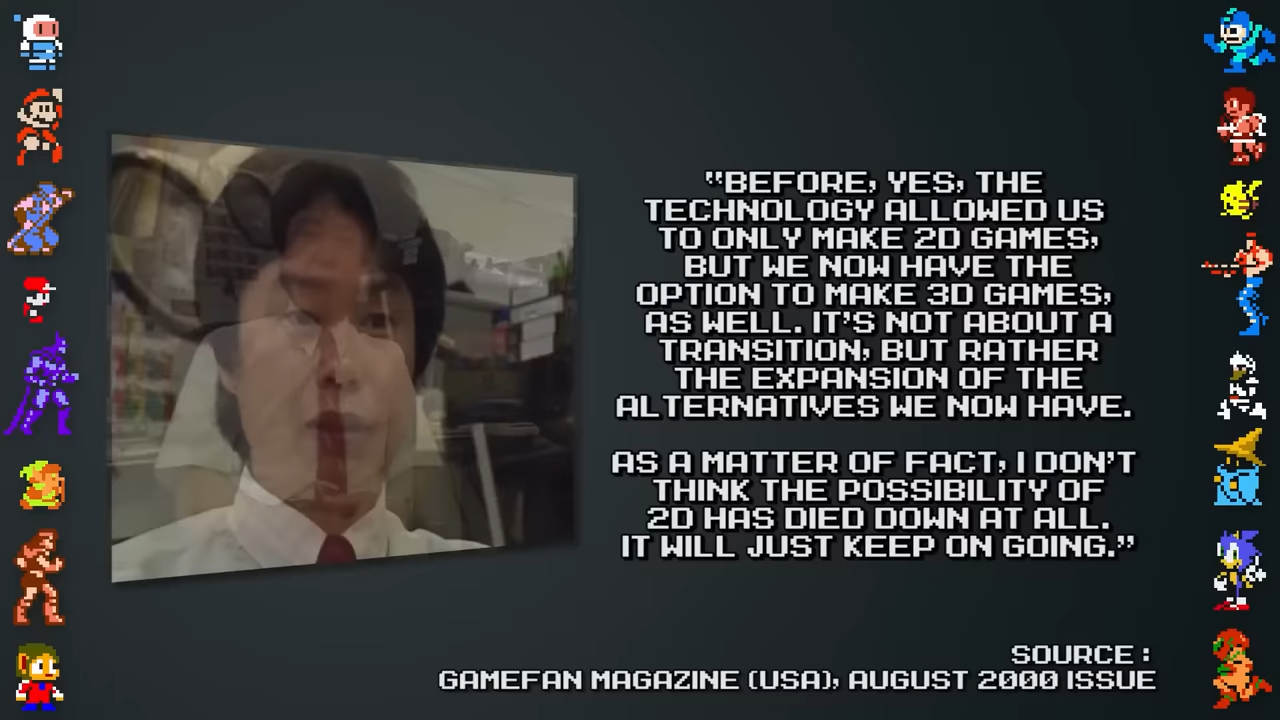 "BEFORE, YES, THE
TECHNOLOGY ALLOWED US
TO ONLY MAKE 2D GAMES,
BUT WE NOW HAVE THE
OPTION TO MAKE 3D GAMES,
AS WELL. IT'S NOT ABOUT A
TRANSITION, BUT RATHER
THE EXPANSION OF THE
ALTERNATIVES WE NOW HAVE.
AS A MATTER OF FACT, I DON'T
THINK THE POSSIBILITY OF
2D HAS DIED DOWN AT ALL.
IT WILL JUST KEEP ON GOING."
SOURCE :
GAMEFAN MAGAZINE (USA), AUGUST 2000 ISSUE